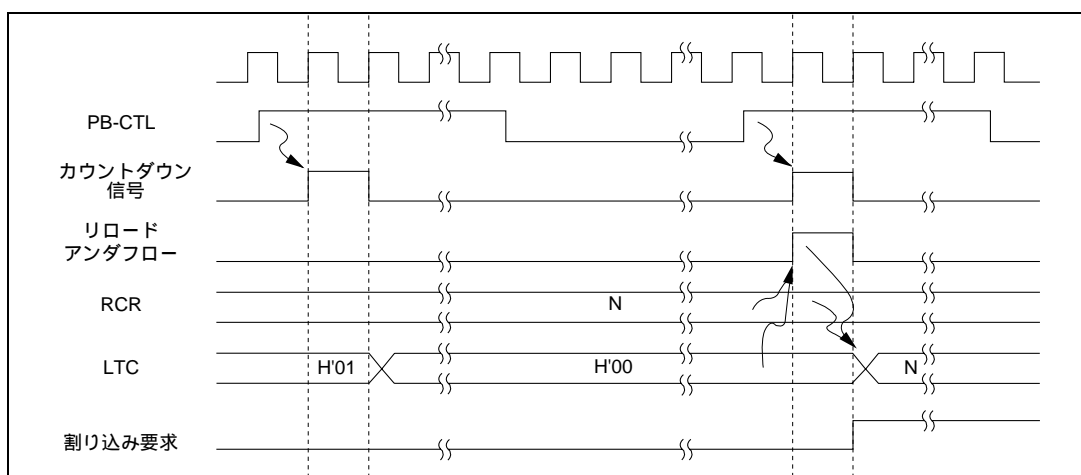 PB-CTL
カウントダウン
信号
リロード
アンダフロー
RCR
N
LTC
H'01
H'00
N
割り込み要求